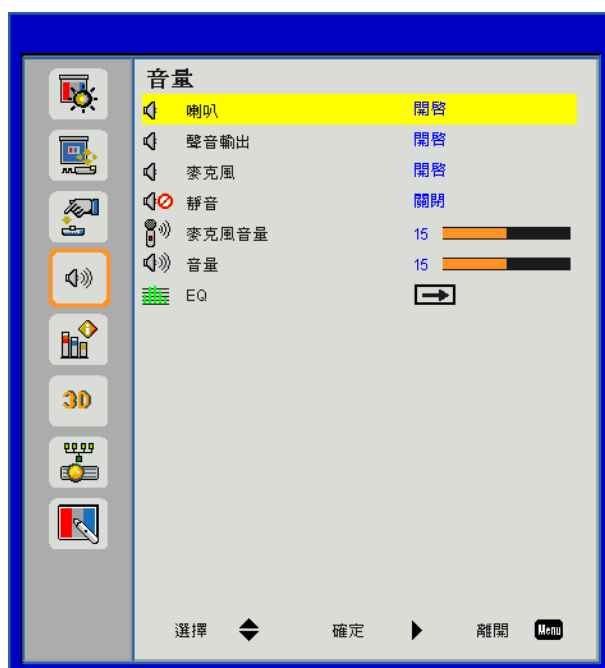 音量
喇叭 開啓
聲音輸出 開啓
麥克風 開啓
靜音 關閉
麥克風音量 15
音量 15
EQ
3D
選擇 確定 離開 Menu